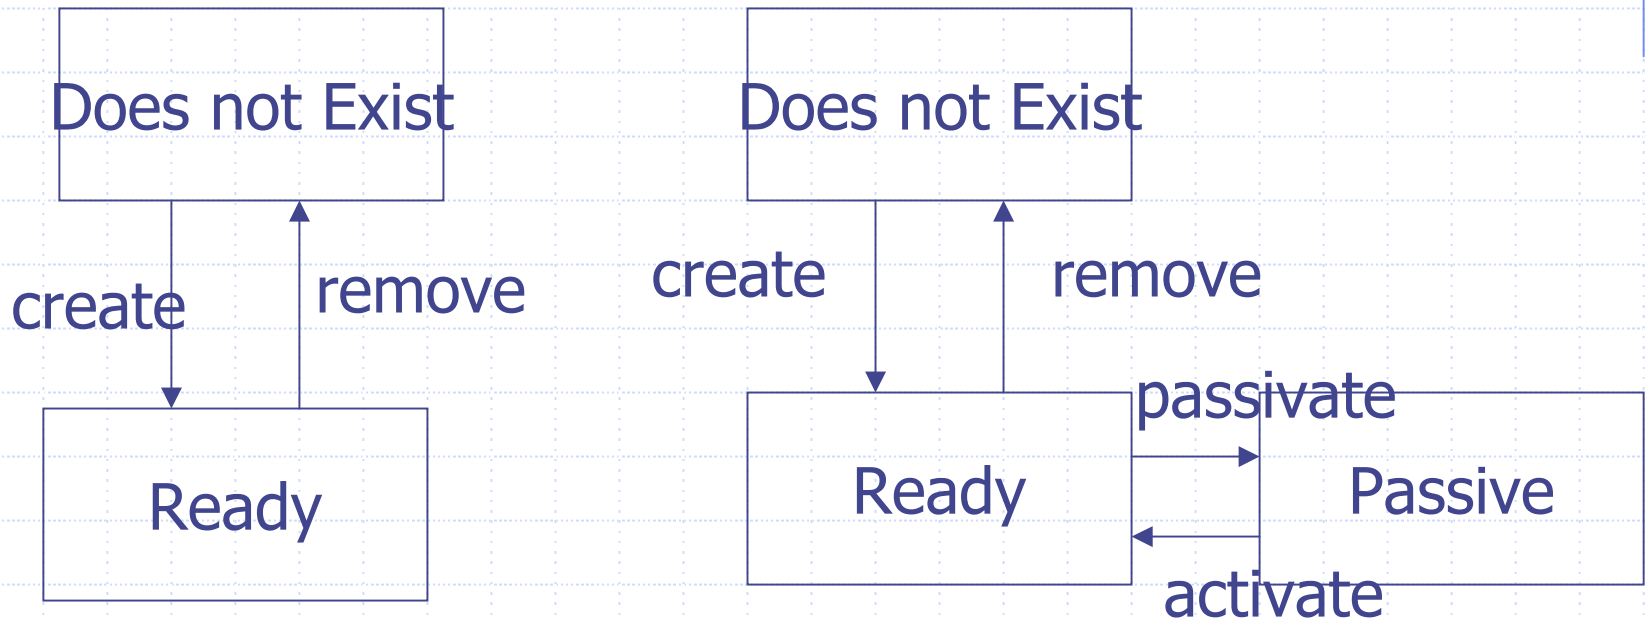 Does not Exist
create
remove
Ready
Does not Exist
create
remove
passivate
Ready
Passive
activate